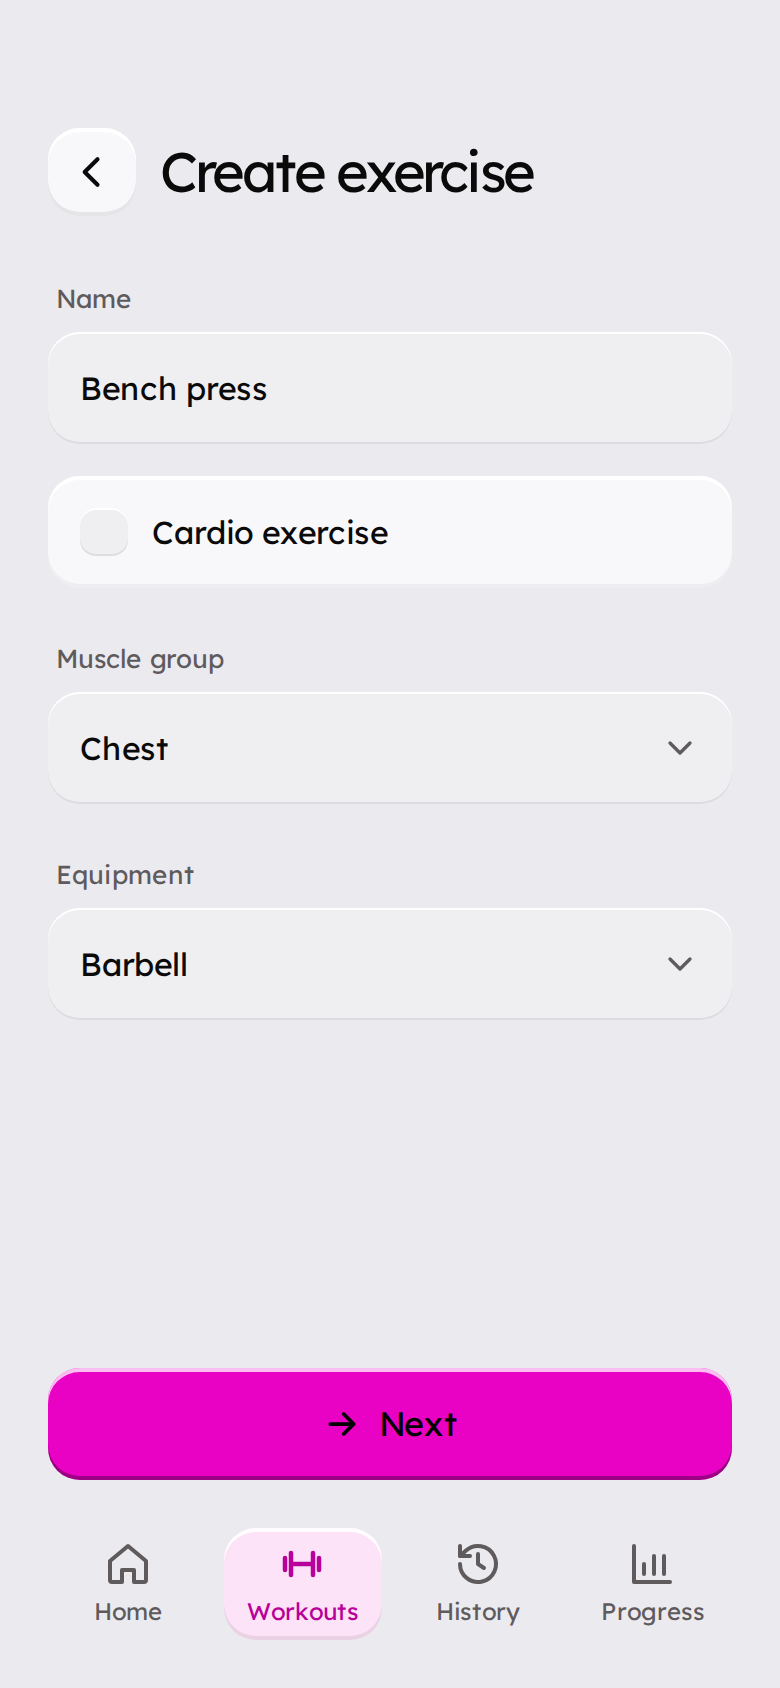 Create exercise
Name
Bench press
Cardio exercise
Muscle group
Chest
Equipment
Barbell
Next
Home
Workouts
History
Progress